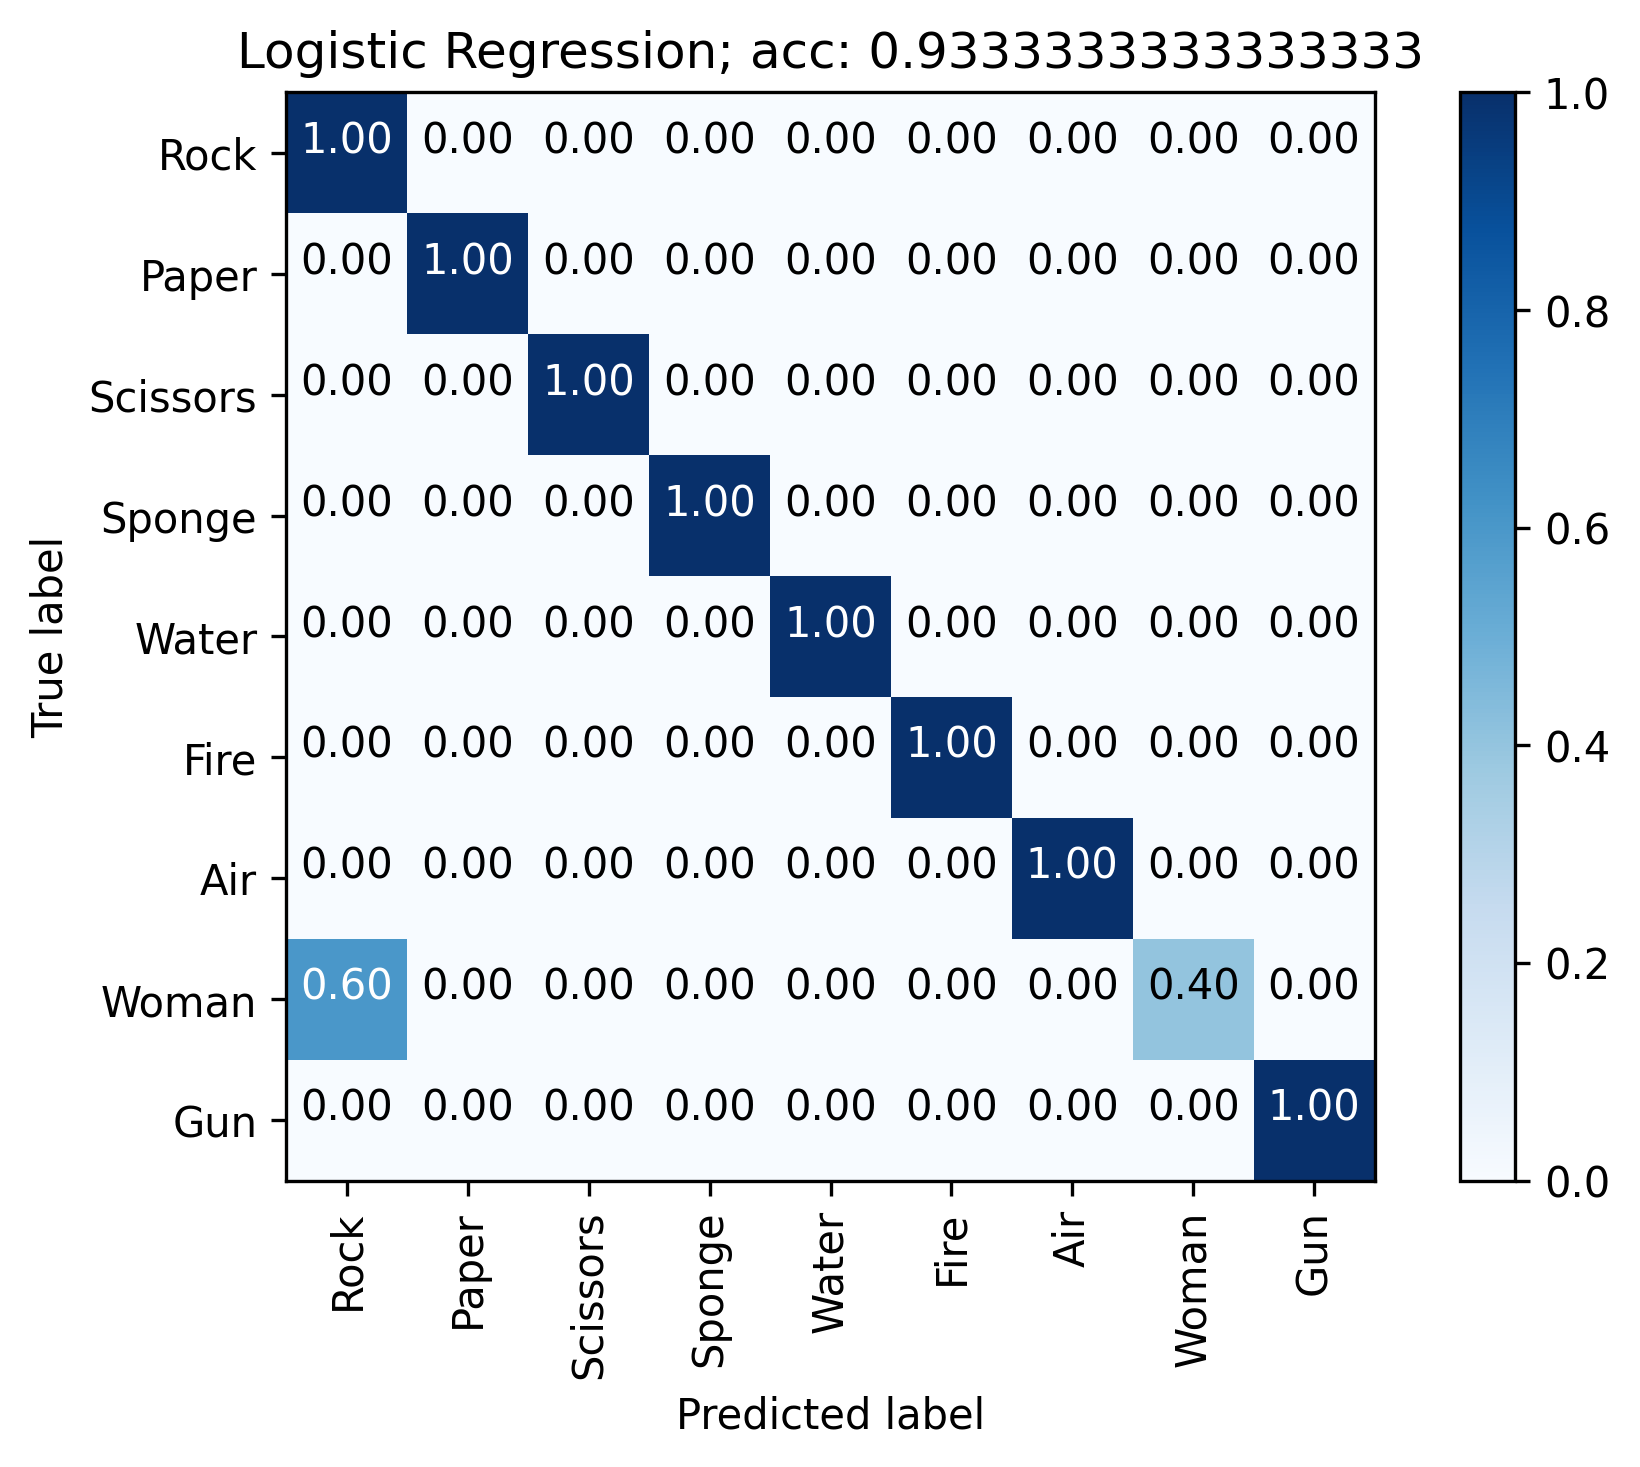 Logistic Regression; acc: 0.9333333333333333
Rock 1.00 0.00 0.00 0.00 0.00 0.00 0.00 0.00 0.00
Paper 0.00 1.00 0.00 0.00 0.00 0.00 0.00 0.00 0.00
Scissors 0.00 0.00 1.00 0.00 0.00 0.00 0.00 0.00 0.00
Sponge 0.00 0.00 0.00 1.00 0.00 0.00 0.00 0.00 0.00
Water 0.00 0.00 0.00 0.00 1.00 0.00 0.00 0.00 0.00
Fire 0.00 0.00 0.00 0.00 0.00 1.00 0.00 0.00 0.00
Air 0.00 0.00 0.00 0.00 0.00 0.00 1.00 0.00 0.00
Woman 0.60 0.00 0.00 0.00 0.00 0.00 0.00 0.40 0.00
Gun 0.00 0.00 0.00 0.00 0.00 0.00 0.00 0.00 1.00
True label
Rock Paper Scissors Sponge Water Fire Air Woman Gun
Predicted label
1.0
0.8
0.6
0.4
0.2
0.0